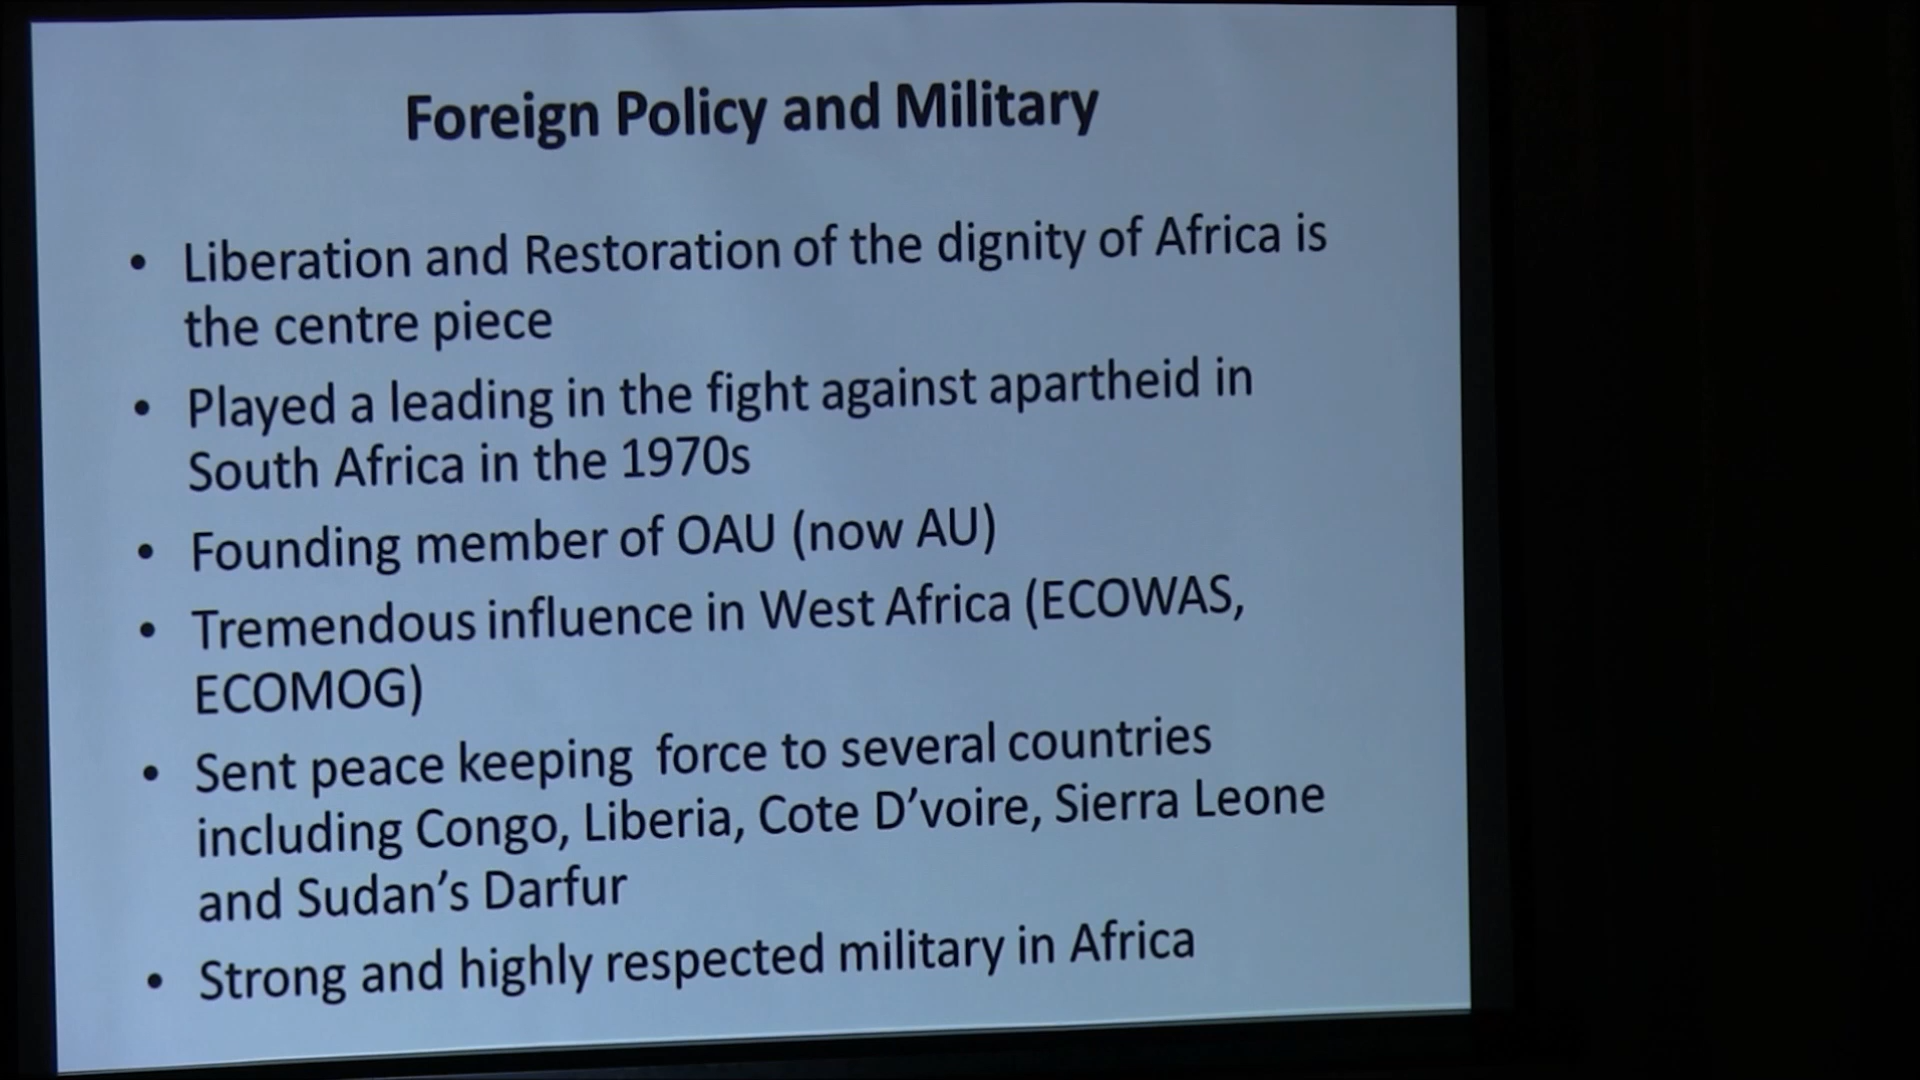 Foreign Policy and Military
• Liberation and Restoration of the dignity of Africa is
the centre piece
• Played a leading in the fight against apartheid in
South Africa in the 1970s
• Founding member of OAU (now AU)
• Tremendous influence in West Africa (ECOWAS,
ECOMOG)
• Sent peace keeping  force to several countries
including Congo, Liberia, Cote D’voire, Sierra Leone
and Sudan’s Darfur
• Strong and highly respected military in Africa